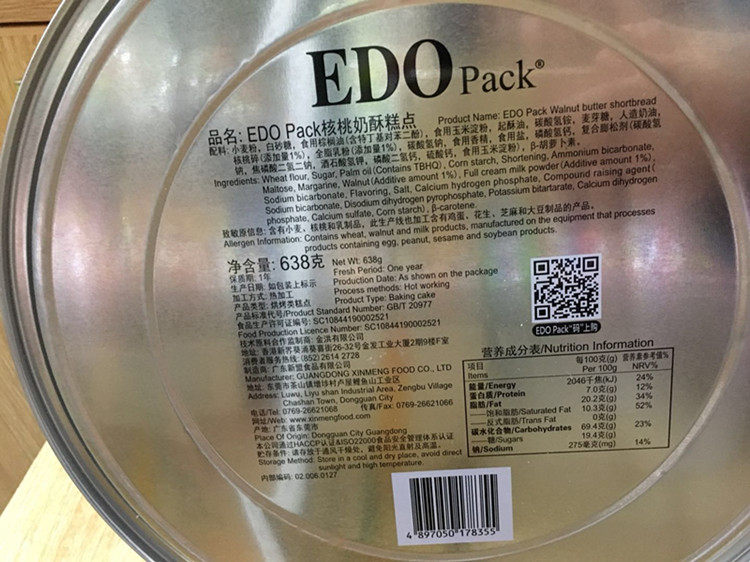 EDO Pack®
品名: EDO Pack核桃奶酥糕点 Product Name: EDO Pack Walnut butter shortbread
配料: 小麦粉，白砂糖，食用棕榈油(含特丁基对苯二酚)，食用玉米淀粉，起酥油，碳酸氢铵，麦芽糖，人造奶油，
核桃碎(添加量1%)，全脂乳粉(添加量1%)，碳酸氢钠，食用香精，食用盐，磷酸氢钙，复合膨松剂(碳酸氢
钠，焦磷酸二氢二钠，酒石酸氢钾，磷酸二氢钙，硫酸钙，食用玉米淀粉)，β-胡萝卜素。
Ingredients: Wheat flour, Sugar, Palm oil (Contains TBHQ), Corn starch, Shortening, Ammonium bicarbonate,
Maltose, Margarine, Walnut (Additive amount 1%), Full cream milk powder (Additive amount 1%),
Sodium bicarbonate, Flavoring, Salt, Calcium hydrogen phosphate, Compound raising agent(
Sodium bicarbonate, Disodium dihydrogen pyrophosphate, Potassium bitartarate, Calcium dihydrogen
phosphate, Calcium sulfate, Corn starch), β-carotene.
致敏原信息: 含有小麦、核桃和乳制品，此生产线也加工含有鸡蛋、花生、芝麻和大豆制品的产品。
Allergen Information: Contains wheat, walnut and milk products, manufactured on the equipment that processes
products containing egg, peanut, sesame and soybean products.
净含量: 638克 Net Wt: 638g
保质期: 1年 Fresh Period: One year
生产日期: 如包装上标示 Production Date: As shown on the package
加工方式: 热加工 Process methods: Hot working
产品类型: 烘烤类糕点 Product Type: Baking cake
产品标准代号/Product Standard Number: GB/T 20977
食品生产许可证编号: SC10844190002521
Food Production Licence Number: SC10844190002521
技术原料合作监制商: 金洪有限公司
地址: 香港新界葵涌葵喜街26-32号金发工业大厦2期9楼F室
消费者服务热线: (852) 2614 2728
制造商: 广东新盟食品有限公司
Manufacturer: GUANGDONG XINMENG FOOD CO., LTD
地址: 东莞市茶山镇增埗村卢屋鲤鱼山工业区
Address: Luwu, Liyu shan Industrial Area, Zengbu Village
Chashan Town, Dongguan City
电话/Tel: 0769-26621068 传真/Fax: 0769-26621066
网址/Web: www.xinmengfood.com
产地: 广东省东莞市
Place Of Origin: Dongguan City Guangdong
本公司通过HACCP认证&ISO22000食品安全管理体系认证
贮存条件: 请存放于通风干燥处，避免阳光直射及高温。
Storage Method: Store in a cool and dry place, avoid direct
sunlight and high temperature.
内部编码: 02.006.0127
EDO Pack"码"上购
营养成分表/Nutrition Information
项目 每100克(g) 营养素参考值%
Items Per 100g NRV%
能量/Energy 2046千焦(kJ) 24%
蛋白质/Protein 7.0克(g) 12%
脂肪/Fat 20.2克(g) 34%
—饱和脂肪/Saturated Fat 10.3克(g) 52%
—反式脂肪/Trans Fat 0克(g)
碳水化合物/Carbohydrates 69.4克(g) 23%
—糖/Sugars 19.4克(g)
钠/Sodium 275毫克(mg) 14%
4 897050 178355